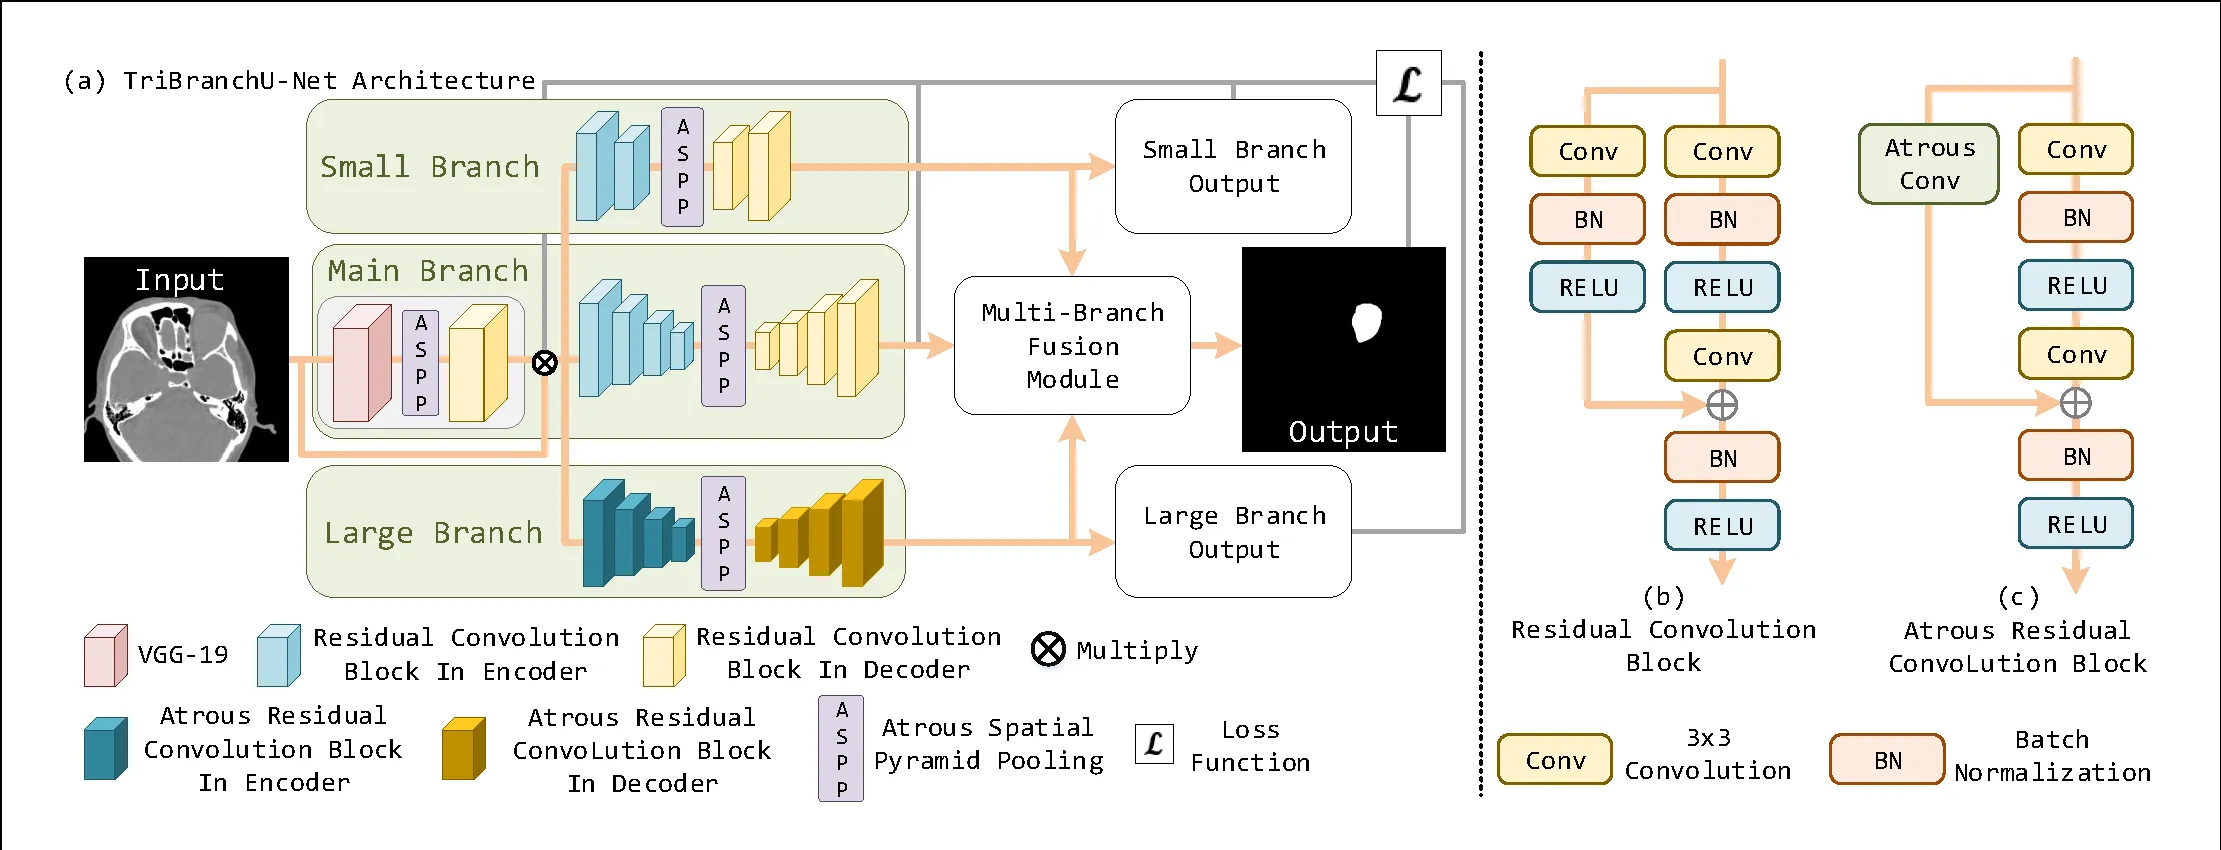 (a) TriBranchU-Net Architecture
ℒ
Small Branch
A
S
P
P
Small Branch
Output
Input
Main Branch
A
S
P
P
A
S
P
P
Multi-Branch
Fusion
Module
Output
Large Branch
A
S
P
P
Large Branch
Output
VGG-19
Residual Convolution
Block In Encoder
Residual Convolution
Block In Decoder
Multiply
Atrous Residual
Convolution Block
In Encoder
Atrous Residual
ConvoLution Block
In Decoder
A
S
P
P
Atrous Spatial
Pyramid Pooling
ℒ
Loss
Function
Conv
BN
RELU
Conv
BN
RELU
Conv
BN
RELU
(b)
Residual Convolution
Block
Atrous
Conv
Conv
BN
RELU
Conv
BN
RELU
(c)
Atrous Residual
ConvoLution Block
Conv
3x3
Convolution
BN
Batch
Normalization